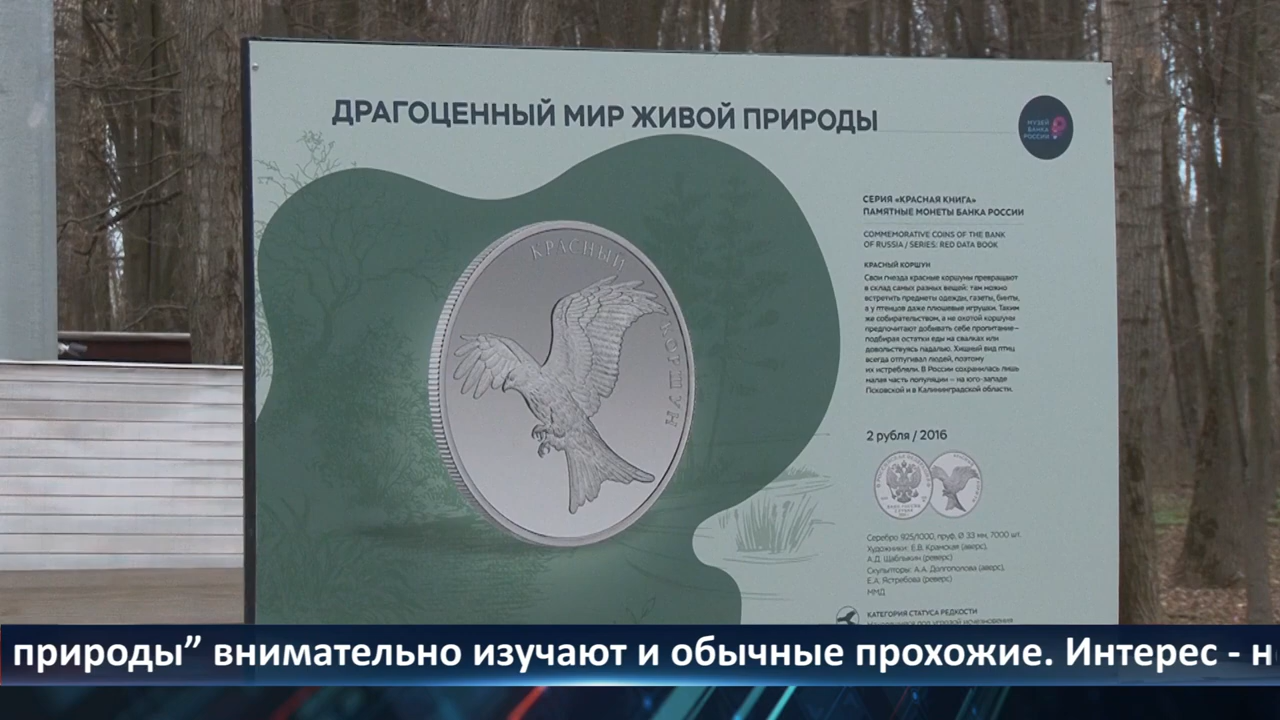 ДРАГОЦЕННЫЙ МИР ЖИВОЙ ПРИРОДЫ
МУЗЕЙ
БАНКА
РОССИИ
СЕРИЯ «КРАСНАЯ КНИГА»
ПАМЯТНЫЕ МОНЕТЫ БАНКА РОССИИ
COMMEMORATIVE COINS OF THE BANK
OF RUSSIA / SERIES: RED DATA BOOK
КРАСНЫЙ КОРШУН
Свои гнезда красные коршуны превращают
в склад самых разных вещей: там можно
встретить предметы одежды, газеты, бинты,
а у птенцов даже плюшевые игрушки. Таким
же собирательством, а не охотой коршуны
предпочитают добывать себе пропитание—
подбирая остатки еды на свалках или
довольствуясь падалью. Хищный вид птиц
всегда отпугивал людей, поэтому
их истребляли. В России сохранилась лишь
малая часть популяции — на юго-западе
Псковской и в Калининградской области.
КРАСНЫЙ
КОРШУН
2 рубля / 2016
Серебро 925/1000, пруф, Ø 33 мм, 7000 шт.
Художники: Е.В. Крамская (аверс),
А.Д. Щаблыкин (реверс)
Скульпторы: А.А. Долгополова (аверс),
Е.А. Ястребова (реверс)
ММД
КАТЕГОРИЯ СТАТУСА РЕДКОСТИ
природы” внимательно изучают и обычные прохожие. Интерес - н